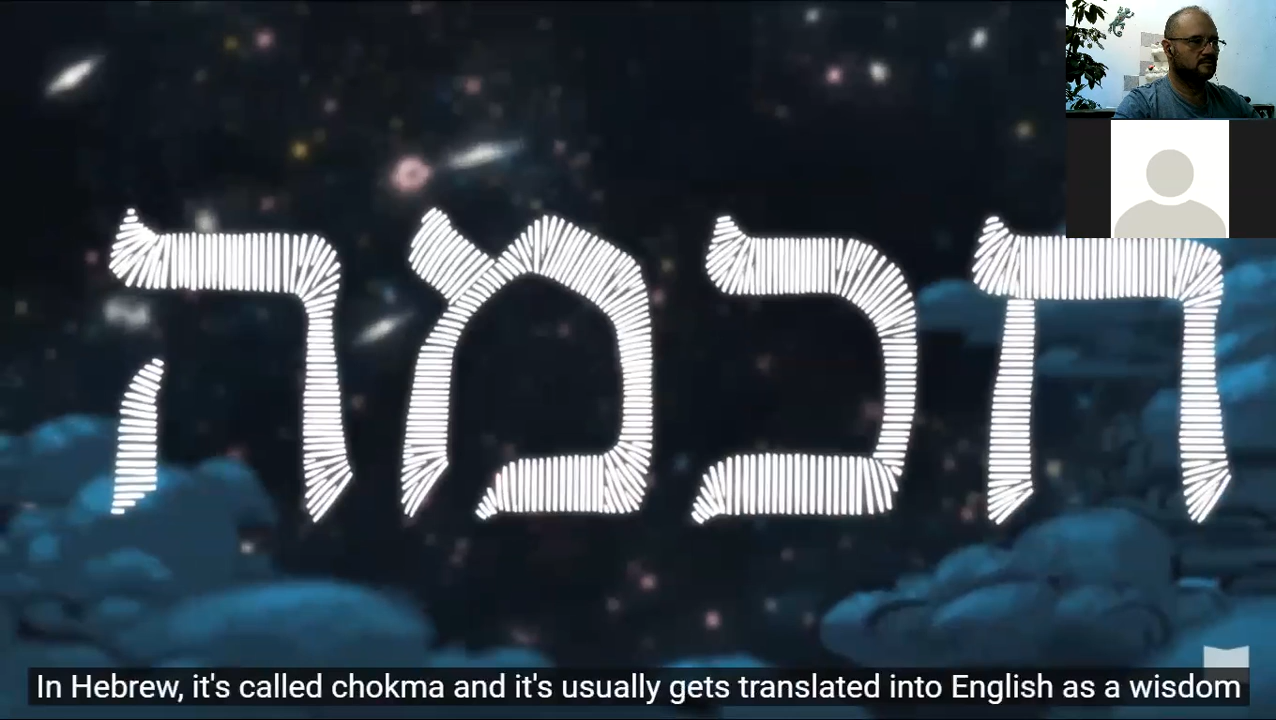 חכמה
In Hebrew, it's called chokma and it's usually gets translated into English as a wisdom